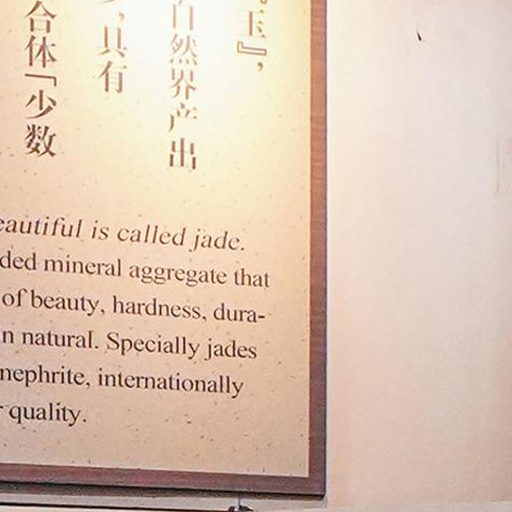 玉』，
自然界产出
，具有
合体「少数
eautiful is called jade.
ded mineral aggregate that
of beauty, hardness, dura-
n natural. Specially jades
nephrite, internationally
quality.